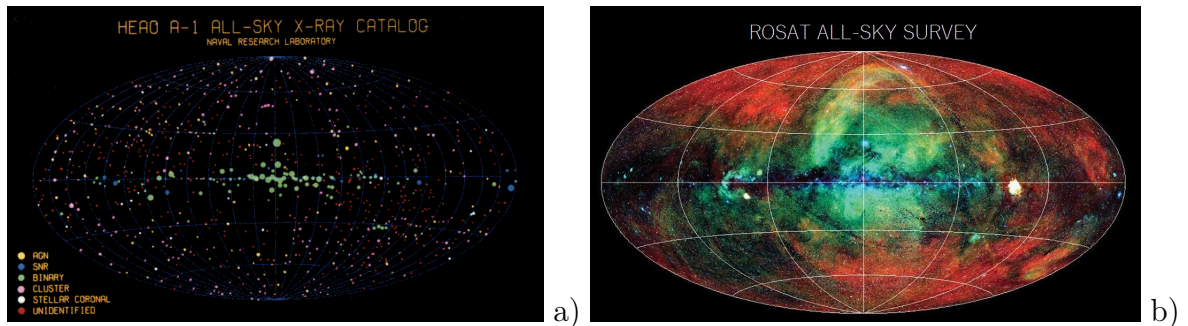 HEAO A-1 ALL-SKY X-RAY CATALOG
NAVAL RESEARCH LABORATORY
AGN
SNR
BINARY
CLUSTER
STELLAR CORONAL
UNIDENTIFIED
a)
ROSAT ALL-SKY SURVEY
b)